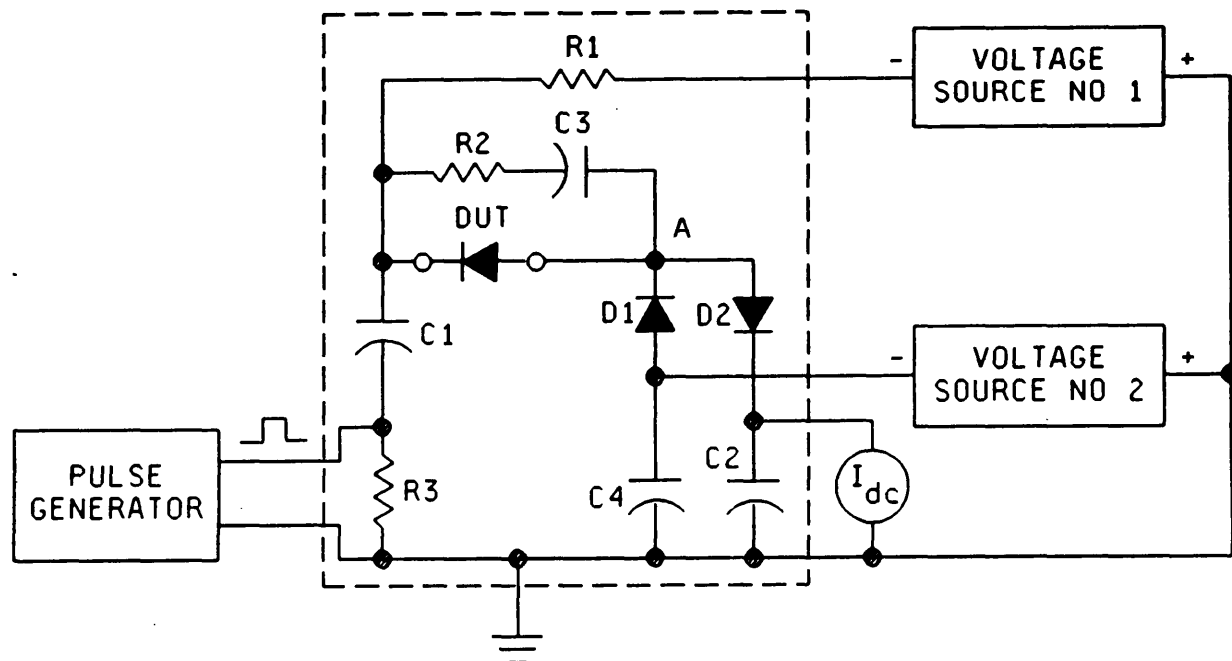 R1
- VOLTAGE +
SOURCE NO 1
C3
R2
DUT
A
D1 D2
C1
- VOLTAGE +
SOURCE NO 2
PULSE
GENERATOR
R3
C4
C2
I dc